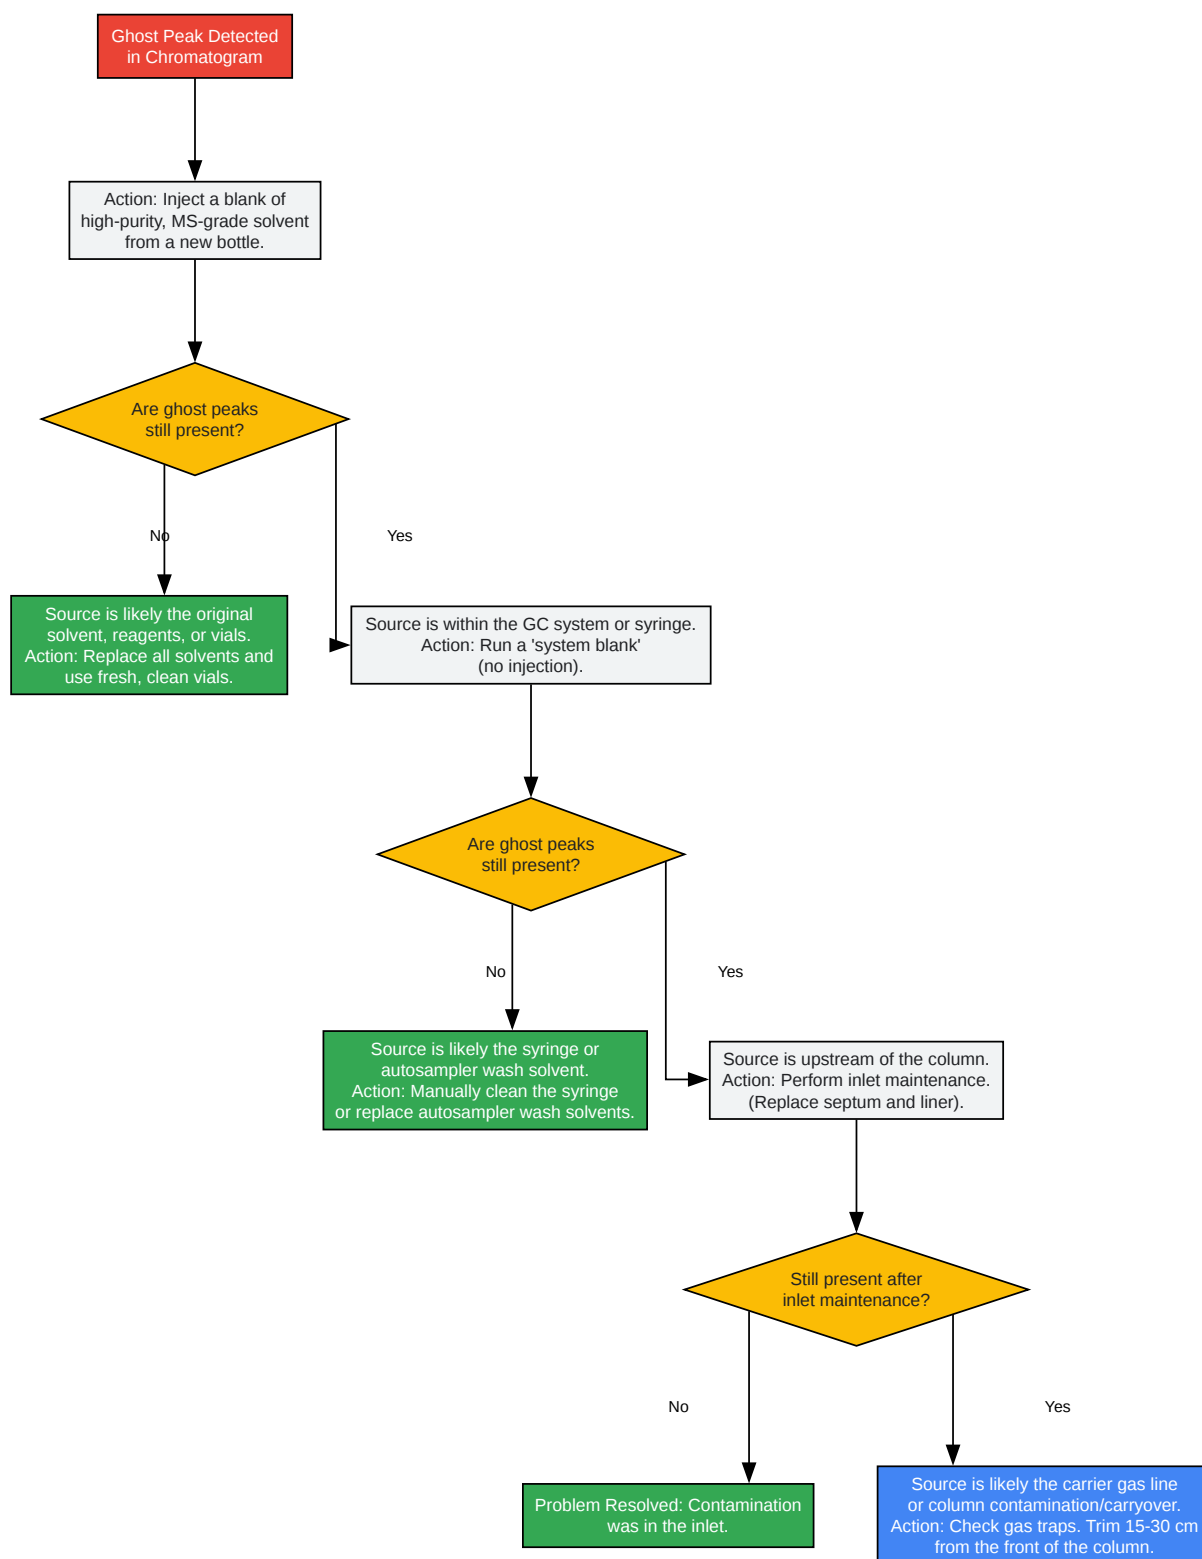 Ghost Peak Detected
in Chromatogram
Action: Inject a blank of
high-purity, MS-grade solvent
from a new bottle.
Are ghost peaks
still present?
No
Yes
Source is likely the original
solvent, reagents, or vials.
Action: Replace all solvents and
use fresh, clean vials.
Source is within the GC system or syringe.
Action: Run a 'system blank'
(no injection).
Are ghost peaks
still present?
No
Yes
Source is likely the syringe or
autosampler wash solvent.
Action: Manually clean the syringe
or replace autosampler wash solvents.
Source is upstream of the column.
Action: Perform inlet maintenance.
(Replace septum and liner).
Still present after
inlet maintenance?
No
Yes
Problem Resolved: Contamination
was in the inlet.
Source is likely the carrier gas line
or column contamination/carryover.
Action: Check gas traps. Trim 15-30 cm
from the front of the column.